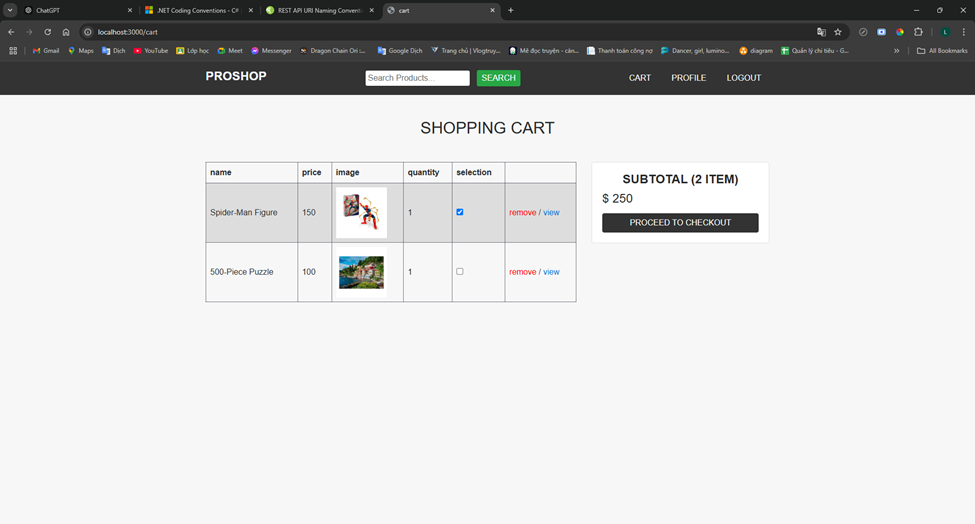 ChatGPT
.NET Coding Conventions - C# |
REST API URI Naming Conventi
cart
localhost:3000/cart
Gmail
Maps
Dịch
YouTube
Lớp học
Meet
Messenger
Dragon Chain Ori :...
Google Dịch
Trang chủ | Vlogtruy...
Mê đọc truyện - cán...
Thanh toán công nợ
Dancer, girl, lumino...
diagram
Quản lý chi tiêu - G...
All Bookmarks
PROSHOP
Search Products...
SEARCH
CART
PROFILE
LOGOUT
SHOPPING CART
name price image quantity selection
Spider-Man Figure 150 1 remove / view
500-Piece Puzzle 100 1 remove / view
SUBTOTAL (2 ITEM)
$ 250
PROCEED TO CHECKOUT